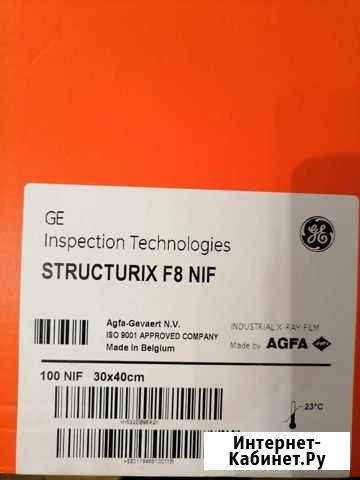 GE
Inspection Technologies
STRUCTURIX F8 NIF
Agfa-Gevaert N.V.
ISO 9001 APPROVED COMPANY
Made in Belgium
INDUSTRIAL X-RAY FILM
Made by AGFA
100 NIF 30x40cm
23°C
Интернет-
Кабинет.Ру